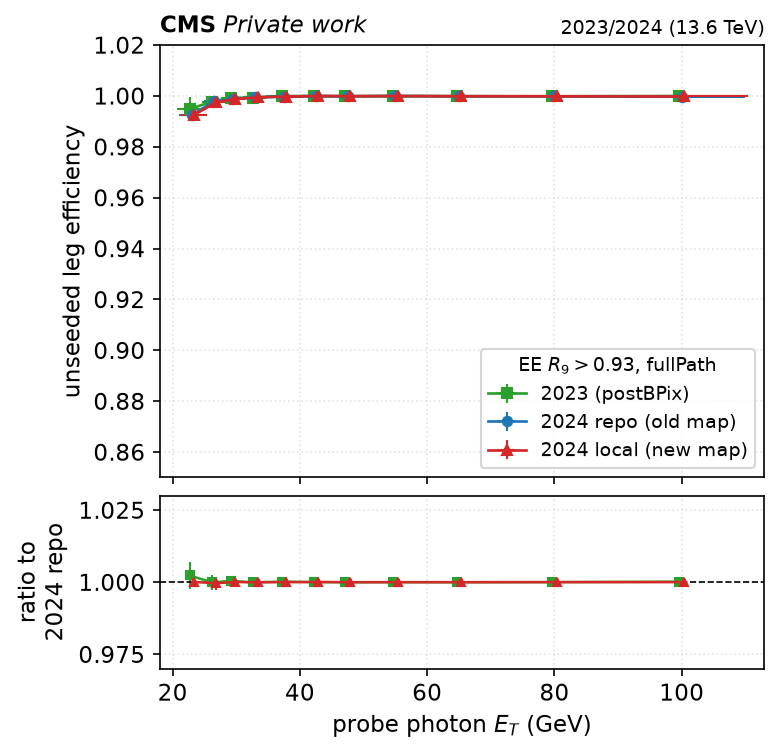 CMS Private work
2023/2024 (13.6 TeV)
1.02
1.00
0.98
0.96
0.94
0.92
0.90
0.88
0.86
unseeded leg efficiency
EE R₉ > 0.93, fullPath
2023 (postBPix)
2024 repo (old map)
2024 local (new map)
1.025
1.000
0.975
ratio to
2024 repo
20 40 60 80 100
probe photon E_T (GeV)